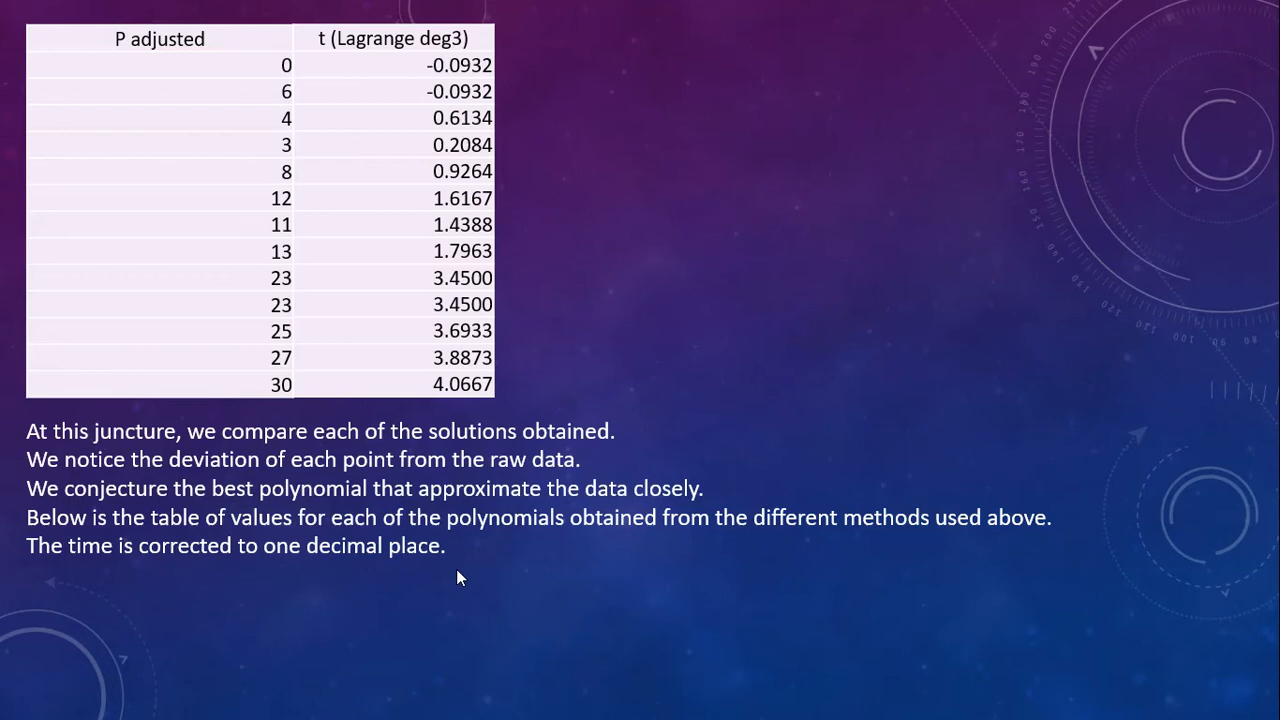 P adjusted t (Lagrange deg3)
0 -0.0932
6 -0.0932
4 0.6134
3 0.2084
8 0.9264
12 1.6167
11 1.4388
13 1.7963
23 3.4500
23 3.4500
25 3.6933
27 3.8873
30 4.0667
At this juncture, we compare each of the solutions obtained.
We notice the deviation of each point from the raw data.
We conjecture the best polynomial that approximate the data closely.
Below is the table of values for each of the polynomials obtained from the different methods used above.
The time is corrected to one decimal place.